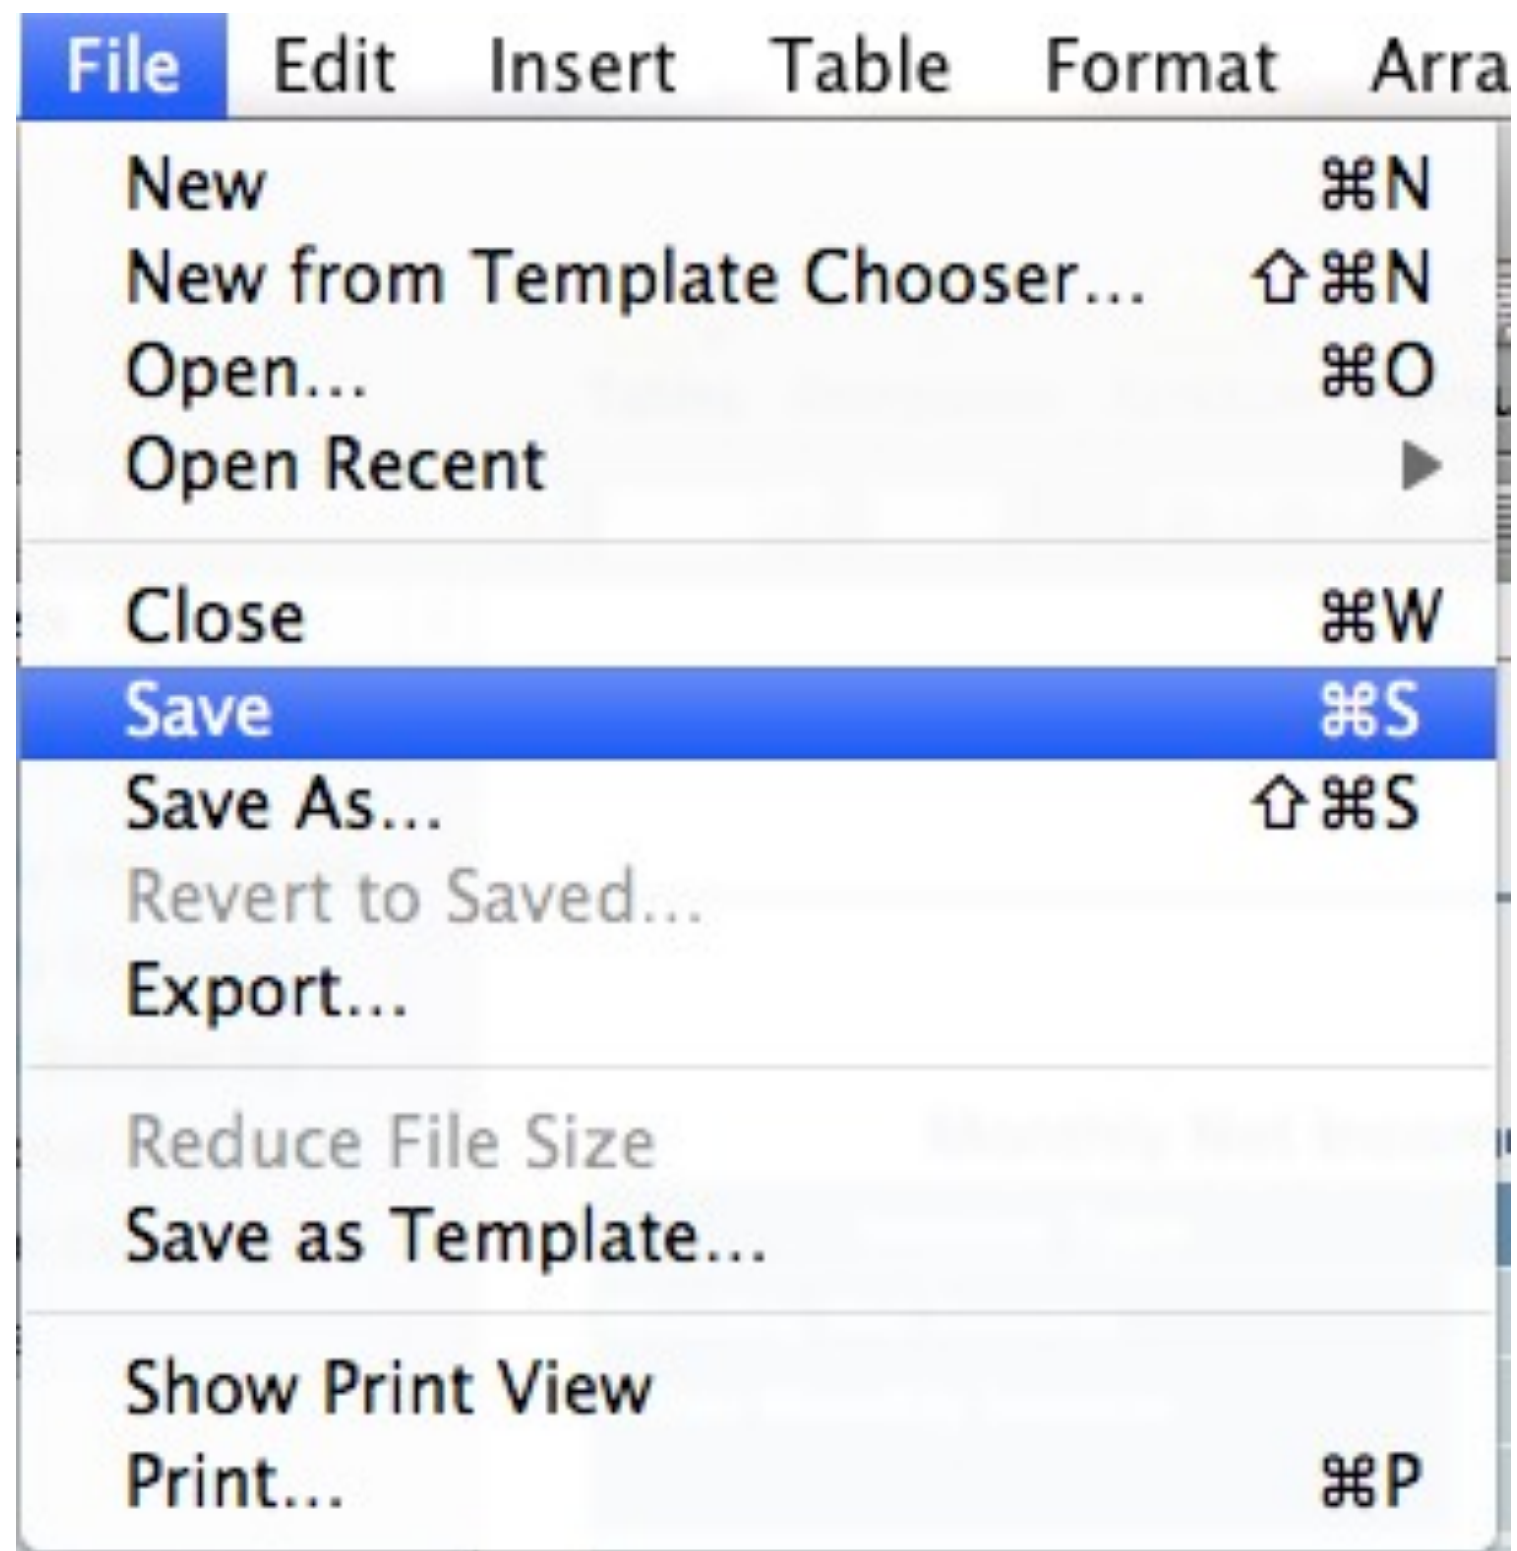 File Edit Insert Table Format Arra
New ⌘N
New from Template Chooser... ⇧⌘N
Open... ⌘O
Open Recent ▶
Close ⌘W
Save ⌘S
Save As... ⇧⌘S
Revert to Saved...
Export...
Reduce File Size
Save as Template...
Show Print View
Print... ⌘P